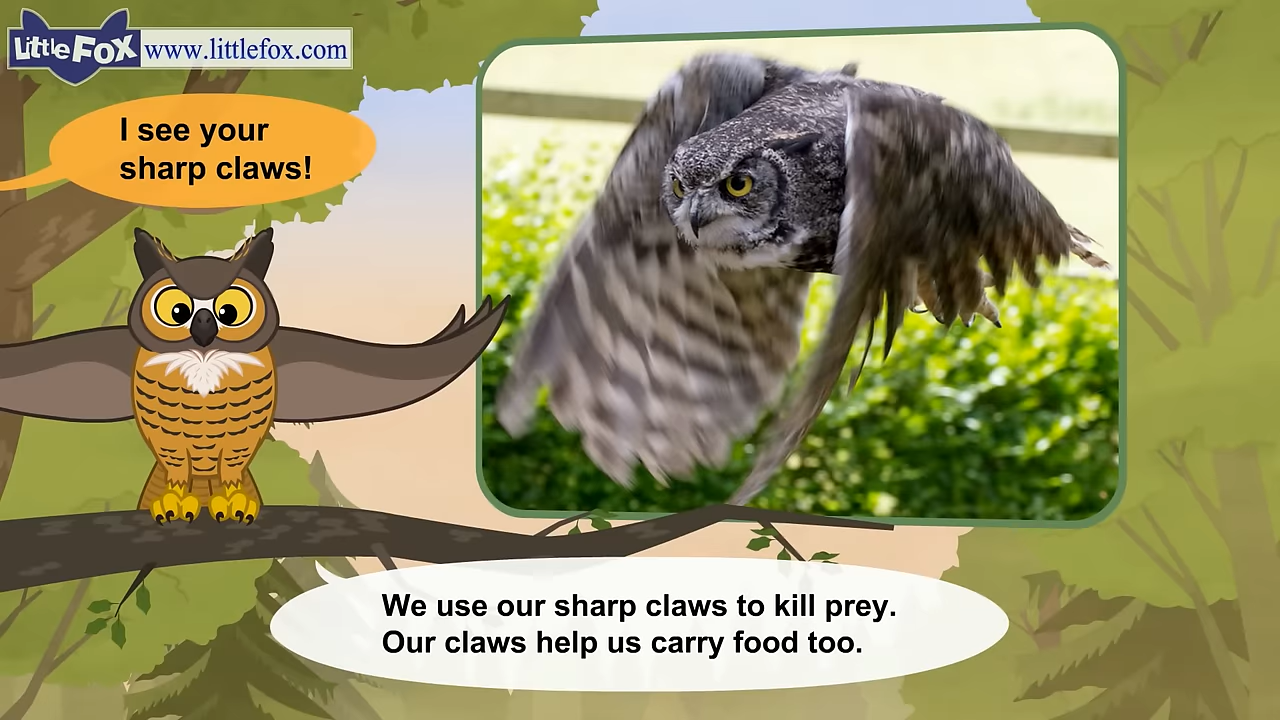 LITTLE FOX www.littlefox.com
I see your
sharp claws!
We use our sharp claws to kill prey.
Our claws help us carry food too.